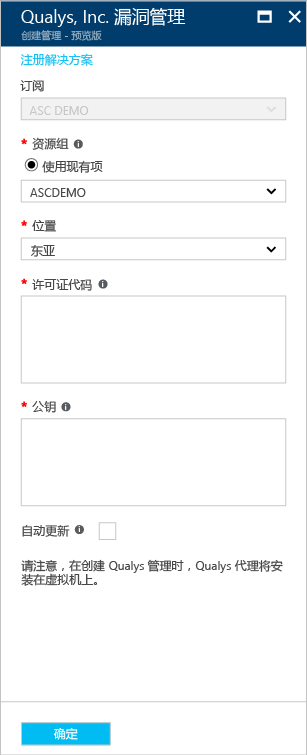 Qualys, Inc. 漏洞管理
创建管理 - 预览版
注册解决方案
订阅
ASC DEMO
* 资源组
使用现有项
ASCDEMO
* 位置
东亚
* 许可证代码
* 公钥
自动更新
请注意，在创建 Qualys 管理时，Qualys 代理将安
装在虚拟机上。
确定